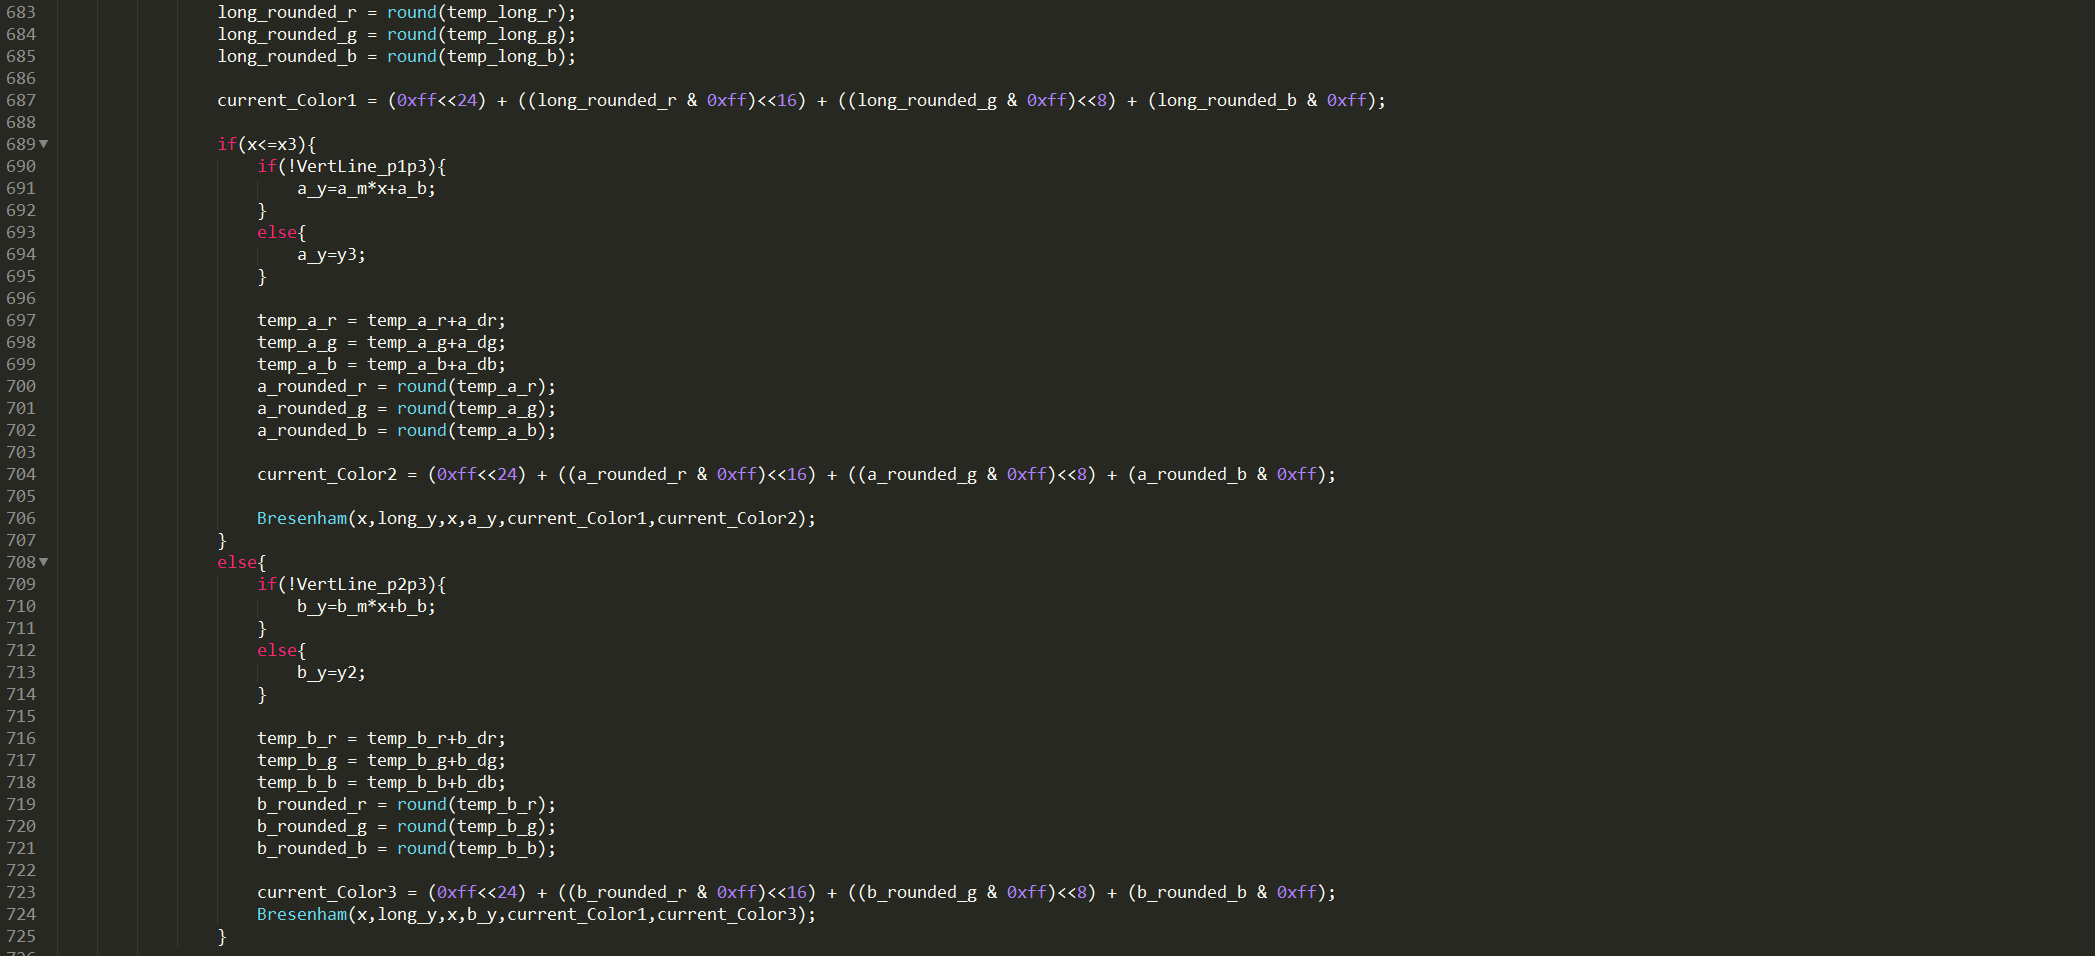 683 long_rounded_r = round(temp_long_r);
684 long_rounded_g = round(temp_long_g);
685 long_rounded_b = round(temp_long_b);
686
687 current_Color1 = (0xff<<24) + ((long_rounded_r & 0xff)<<16) + ((long_rounded_g & 0xff)<<8) + (long_rounded_b & 0xff);
688
689 if(x<=x3){
690 if(!VertLine_p1p3){
691 a_y=a_m*x+a_b;
692 }
693 else{
694 a_y=y3;
695 }
696
697 temp_a_r = temp_a_r+a_dr;
698 temp_a_g = temp_a_g+a_dg;
699 temp_a_b = temp_a_b+a_db;
700 a_rounded_r = round(temp_a_r);
701 a_rounded_g = round(temp_a_g);
702 a_rounded_b = round(temp_a_b);
703
704 current_Color2 = (0xff<<24) + ((a_rounded_r & 0xff)<<16) + ((a_rounded_g & 0xff)<<8) + (a_rounded_b & 0xff);
705
706 Bresenham(x,long_y,x,a_y,current_Color1,current_Color2);
707 }
708 else{
709 if(!VertLine_p2p3){
710 b_y=b_m*x+b_b;
711 }
712 else{
713 b_y=y2;
714 }
715
716 temp_b_r = temp_b_r+b_dr;
717 temp_b_g = temp_b_g+b_dg;
718 temp_b_b = temp_b_b+b_db;
719 b_rounded_r = round(temp_b_r);
720 b_rounded_g = round(temp_b_g);
721 b_rounded_b = round(temp_b_b);
722
723 current_Color3 = (0xff<<24) + ((b_rounded_r & 0xff)<<16) + ((b_rounded_g & 0xff)<<8) + (b_rounded_b & 0xff);
724 Bresenham(x,long_y,x,b_y,current_Color1,current_Color3);
725 }